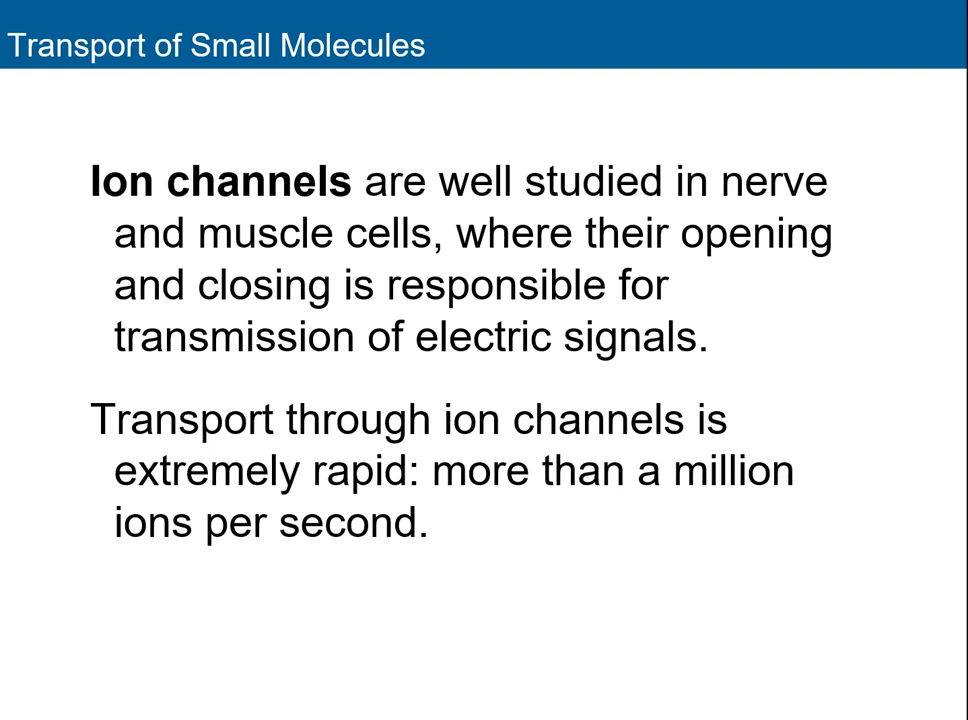 Transport of Small Molecules
Ion channels are well studied in nerve
and muscle cells, where their opening
and closing is responsible for
transmission of electric signals.
Transport through ion channels is
extremely rapid: more than a million
ions per second.